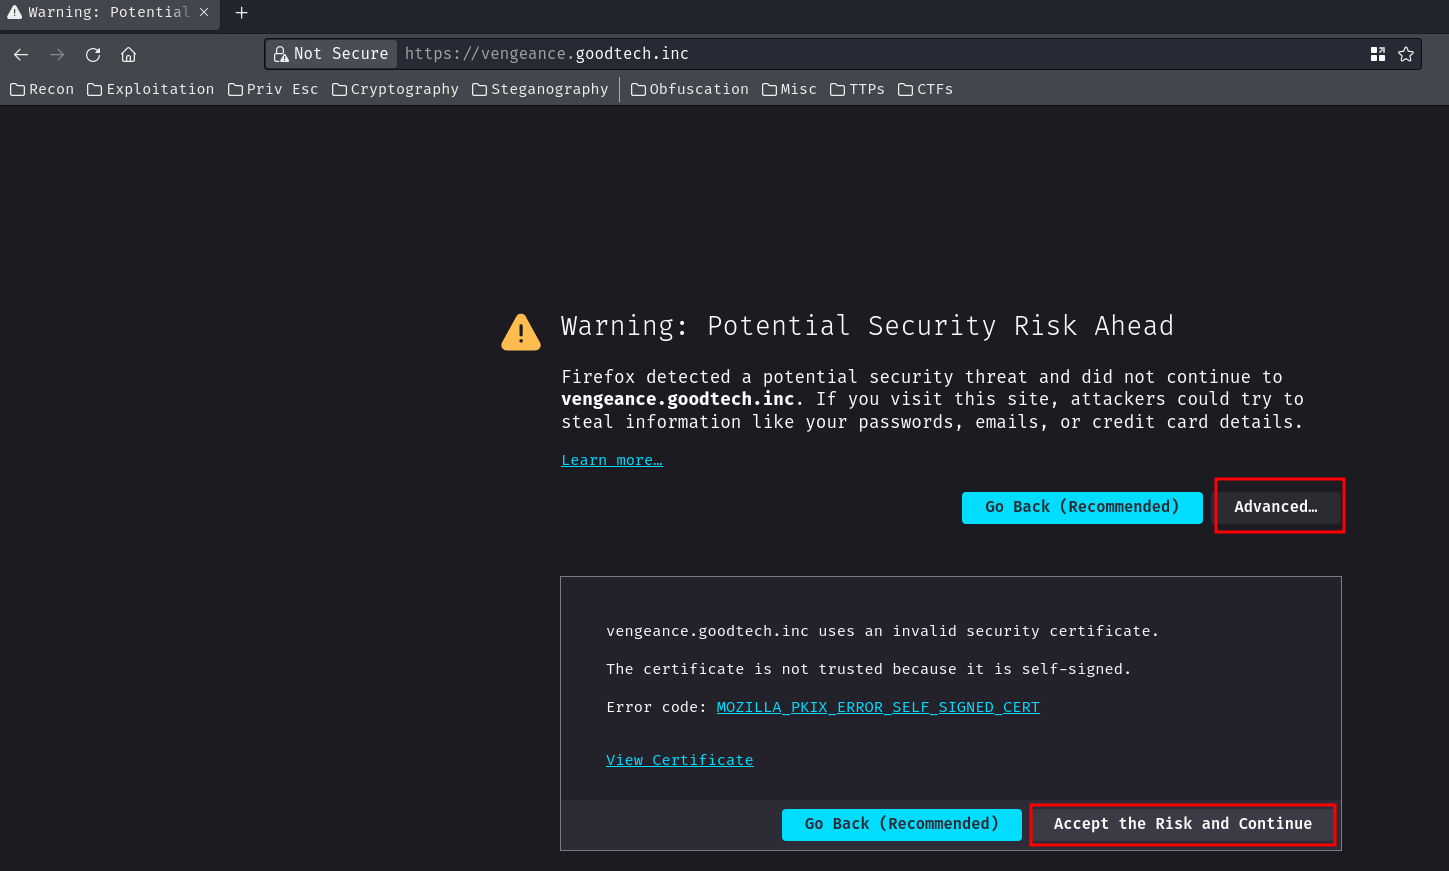 Warning: Potential
Not Secure https://vengeance.goodtech.inc
Recon Exploitation Priv Esc Cryptography Steganography Obfuscation Misc TTPs CTFs
Warning: Potential Security Risk Ahead
Firefox detected a potential security threat and did not continue to
vengeance.goodtech.inc. If you visit this site, attackers could try to
steal information like your passwords, emails, or credit card details.
Learn more…
Go Back (Recommended) Advanced…
vengeance.goodtech.inc uses an invalid security certificate.
The certificate is not trusted because it is self-signed.
Error code: MOZILLA_PKIX_ERROR_SELF_SIGNED_CERT
View Certificate
Go Back (Recommended) Accept the Risk and Continue